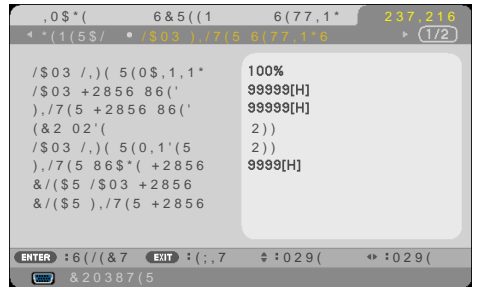 ,0$*( 6&5((1 6(77,1* 237,216
*(1(5$/ • /$03 ),/7(5 6(77,1*6 1/2
/$03 /,)( 5(0$,1,1* 100%
/$03 +2856 86(' 99999[H]
),/7(5 +2856 86(' 99999[H]
(&2 02'( 2))
/$03 /,)( 5(0,1'(5 2))
),/7(5 86$*( +2856 9999[H]
&/($5 /$03 +2856
&/($5 ),/7(5 +2856
ENTER :6(/(&7 EXIT :(;,7 :029( :029(
&20387(5